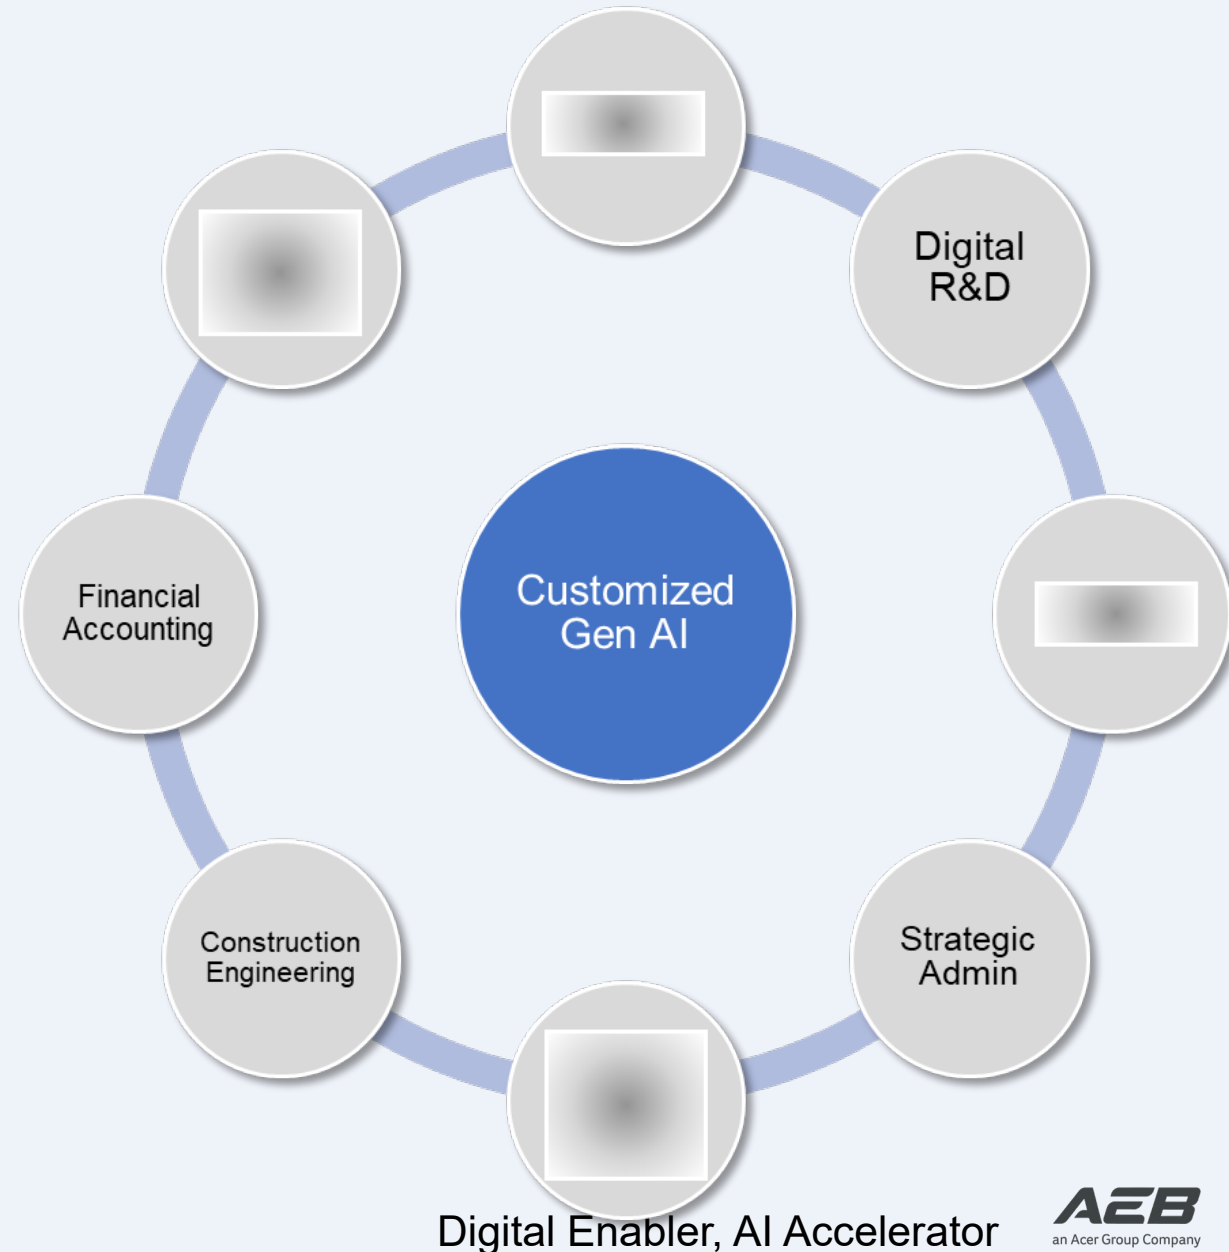 Digital
R&D
Financial
Accounting
Customized
Gen AI
Construction
Engineering
Strategic
Admin
Digital Enabler, AI Accelerator
AEB
an Acer Group Company